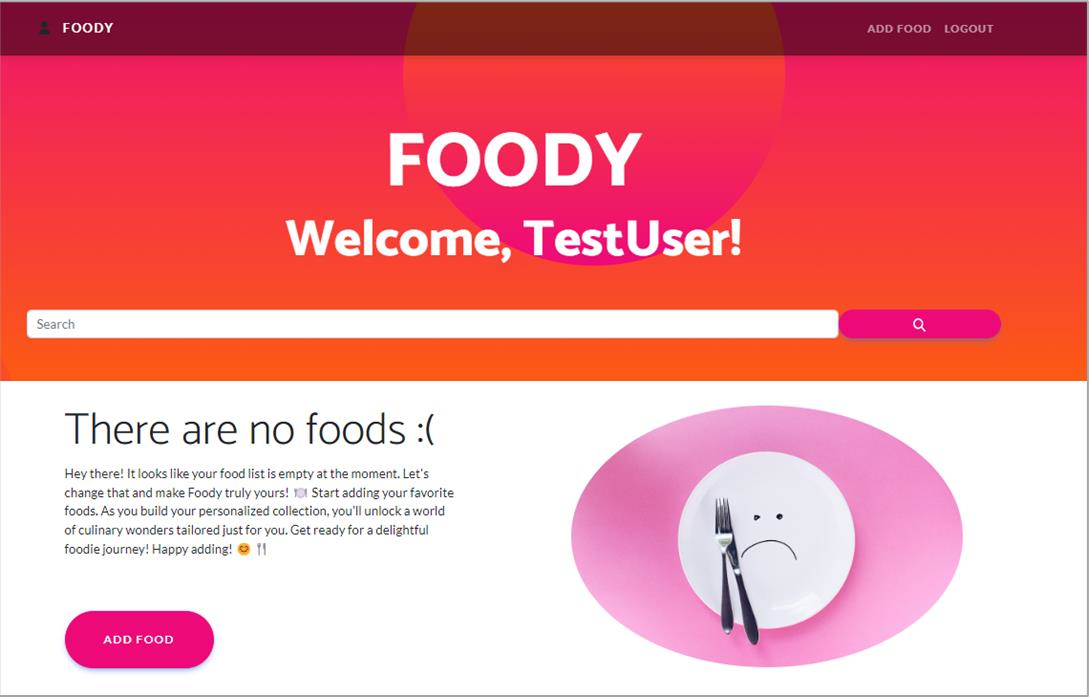 FOODY
ADD FOOD LOGOUT
FOODY
Welcome, TestUser!
Search
There are no foods :(
Hey there! It looks like your food list is empty at the moment. Let's
change that and make Foody truly yours! 🍽️ Start adding your favorite
foods. As you build your personalized collection, you'll unlock a world
of culinary wonders tailored just for you. Get ready for a delightful
foodie journey! Happy adding! 😊 🍴
ADD FOOD